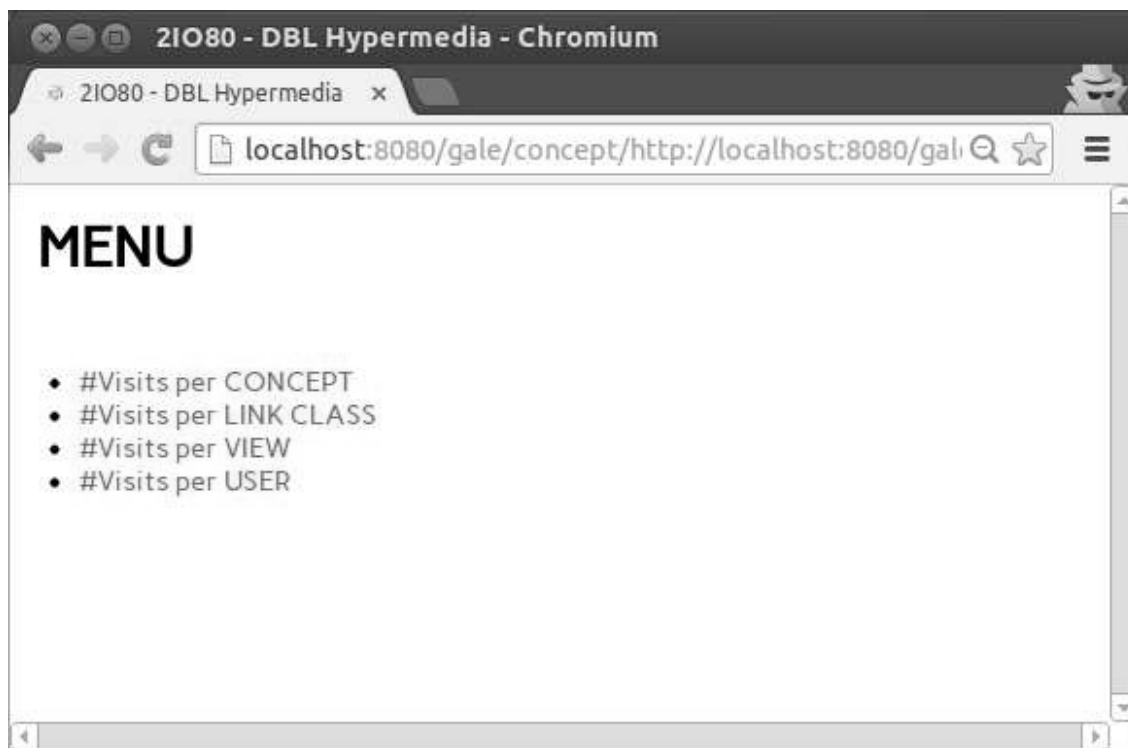 2IO80 - DBL Hypermedia - Chromium
2IO80 - DBL Hypermedia
localhost:8080/gale/concept/http://localhost:8080/gal
MENU
#Visits per CONCEPT
#Visits per LINK CLASS
#Visits per VIEW
#Visits per USER